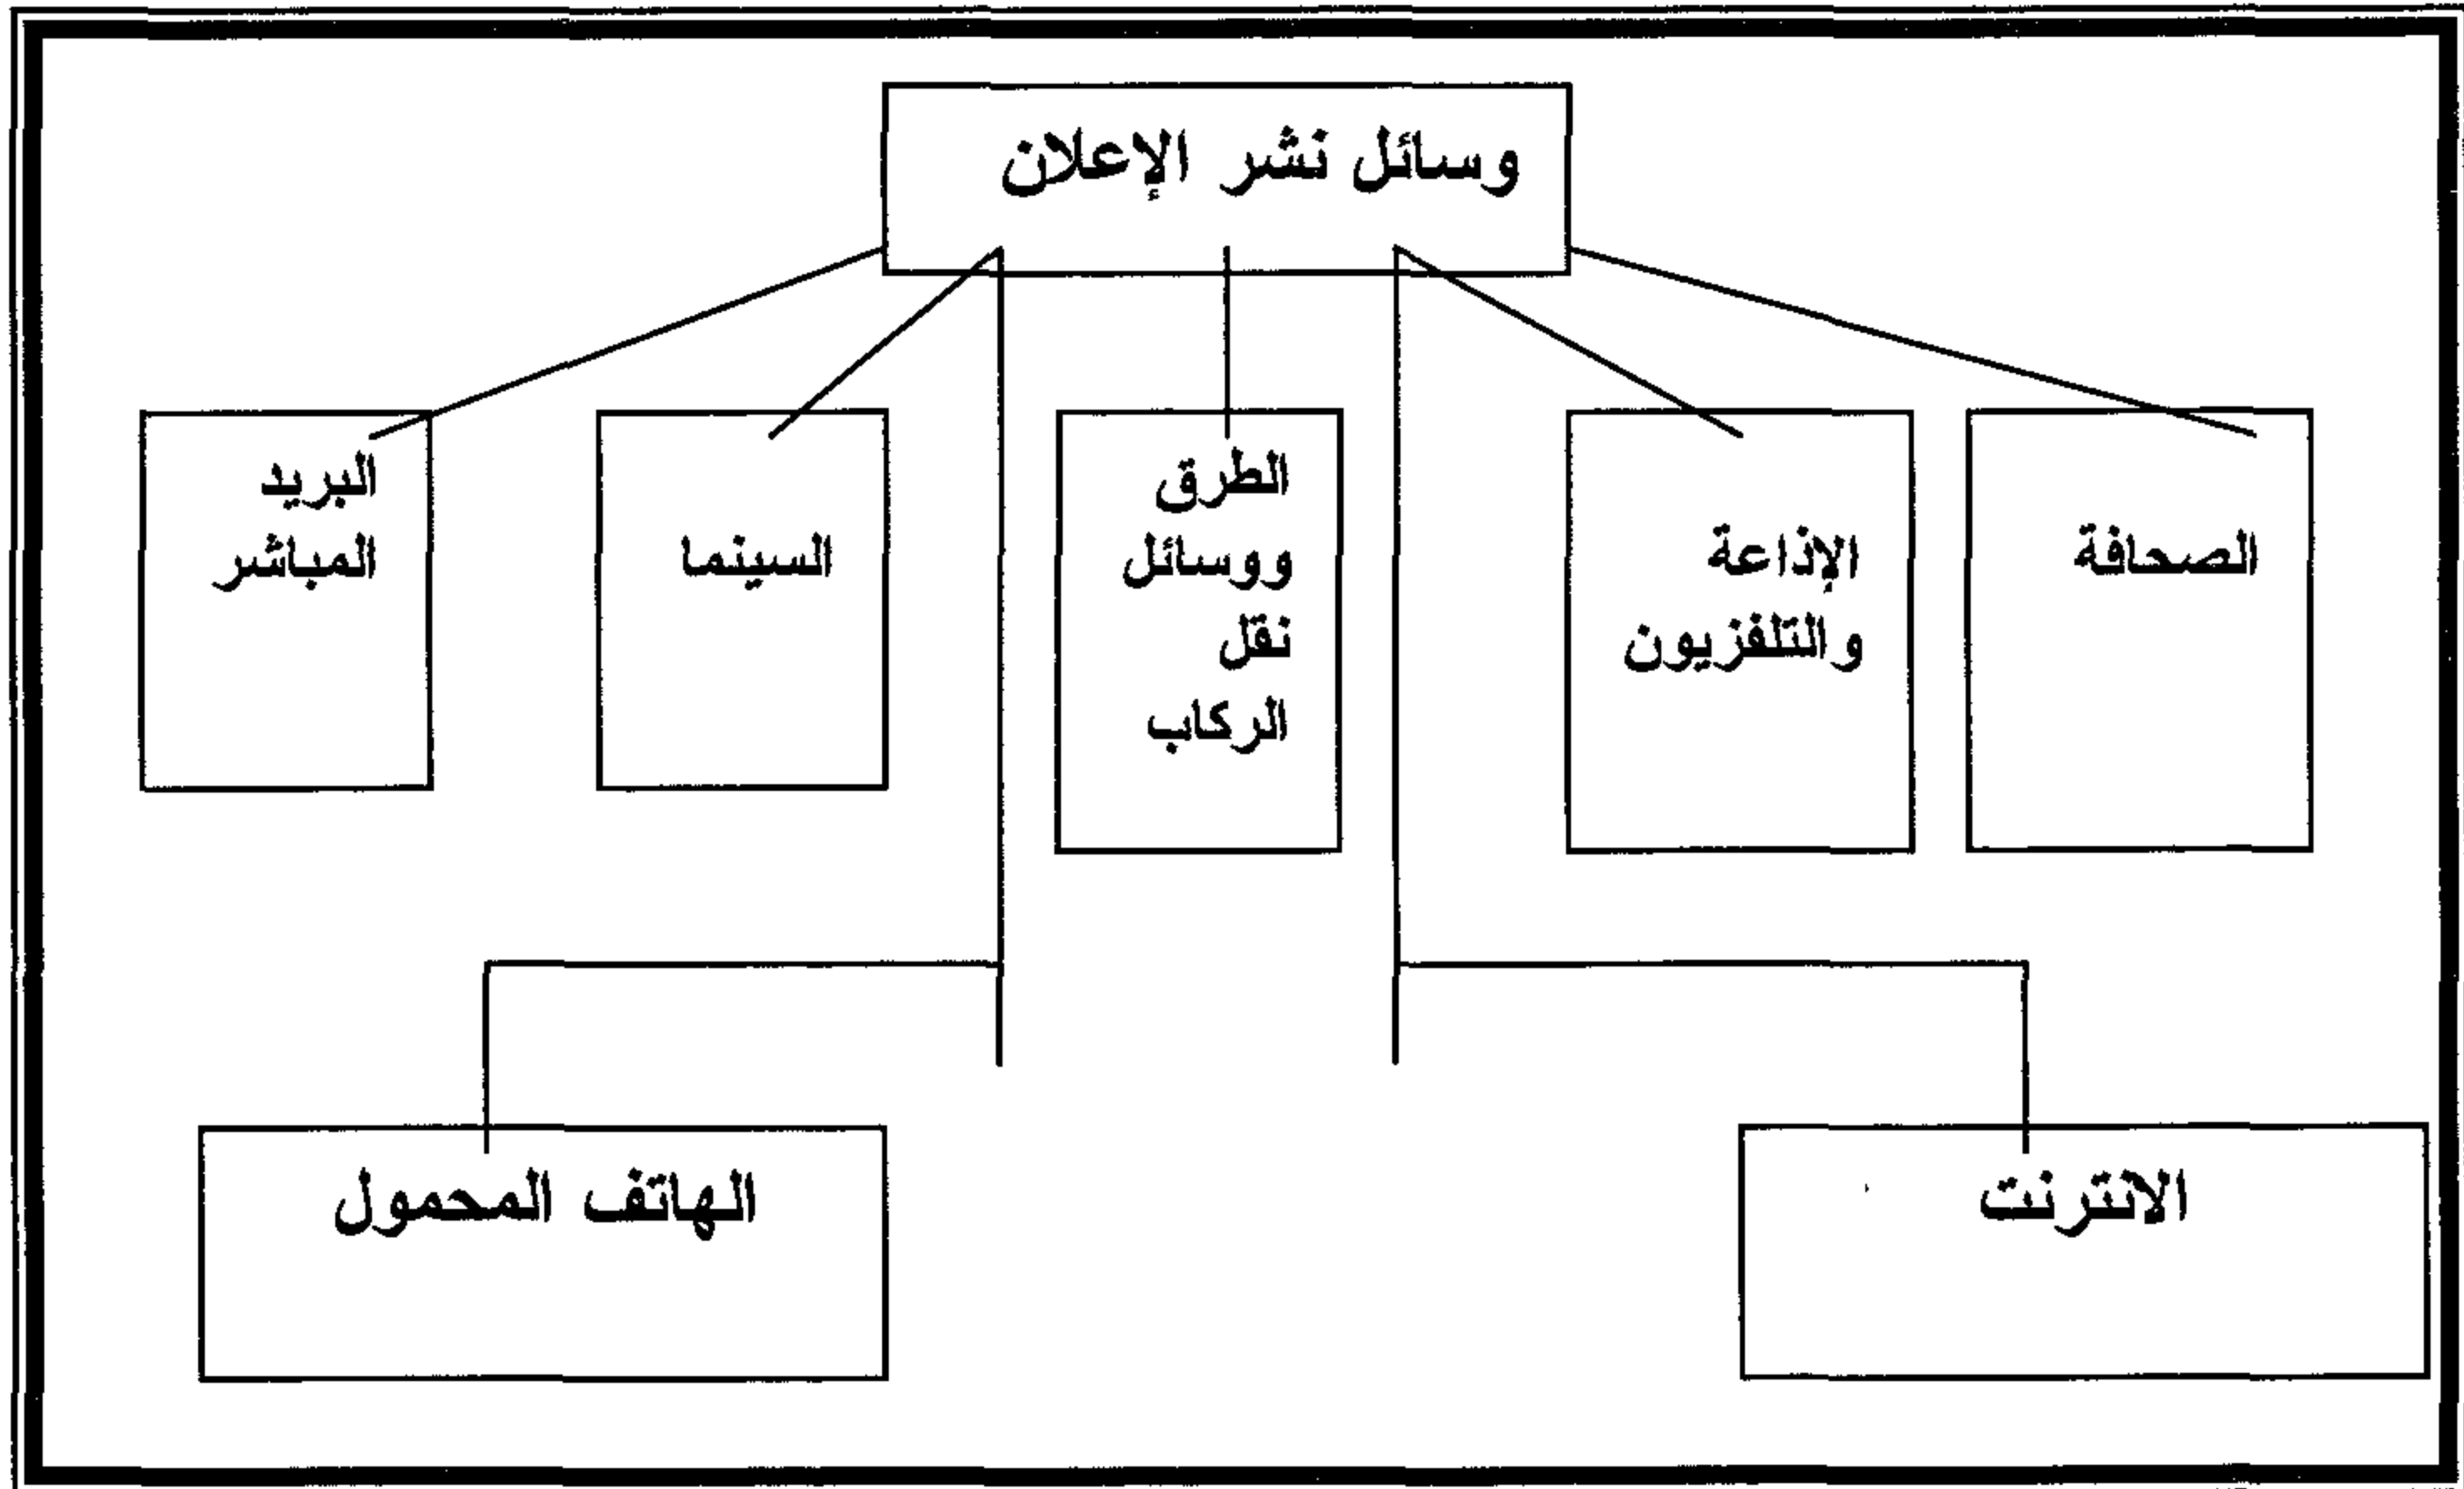 وسائل نشر الإعلان
الصحافة
الإذاعة
والتلفزيون
الطرق
ووسائل
نقل
الركاب
السينما
البريد
المباشر
الانترنت
الهاتف المحمول